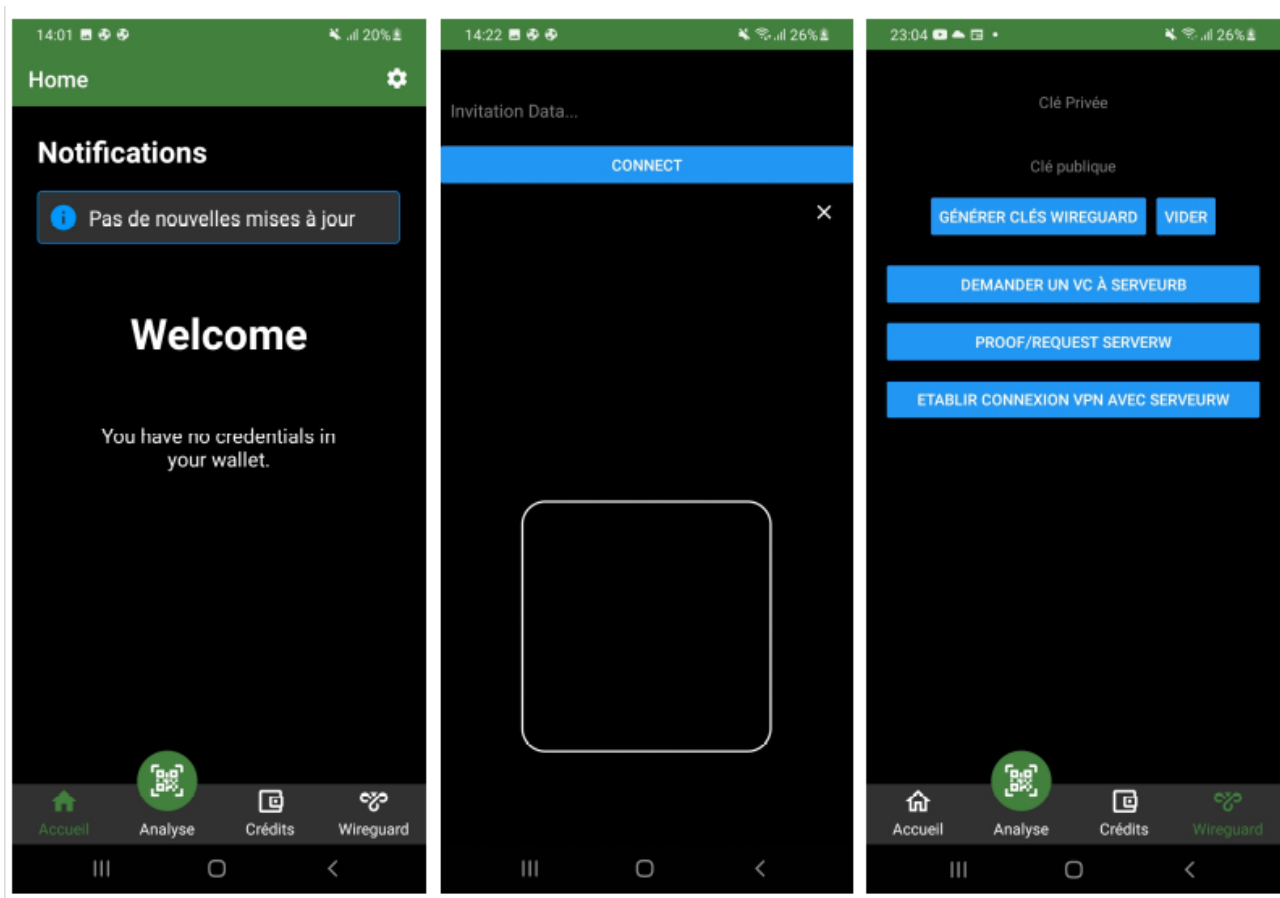 14:01
20%
Home
Notifications
Pas de nouvelles mises à jour
Welcome
You have no credentials in
your wallet.
Accueil
Analyse
Crédits
Wireguard
14:22
26%
Invitation Data...
CONNECT
23:04
26%
Clé Privée
Clé publique
GÉNÉRER CLÉS WIREGUARD
VIDER
DEMANDER UN VC À SERVEURB
PROOF/REQUEST SERVERW
ETABLIR CONNEXION VPN AVEC SERVEURW
Accueil
Analyse
Crédits
Wireguard